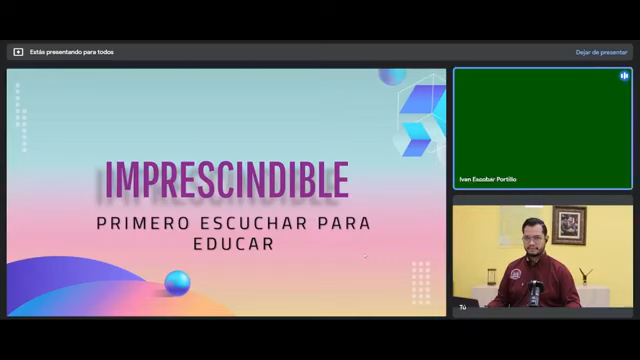 Estás presentando para todos
Dejar de presentar
IMPRESCINDIBLE
PRIMERO ESCUCHAR PARA
EDUCAR
Ivan Escobar Portillo
Tú